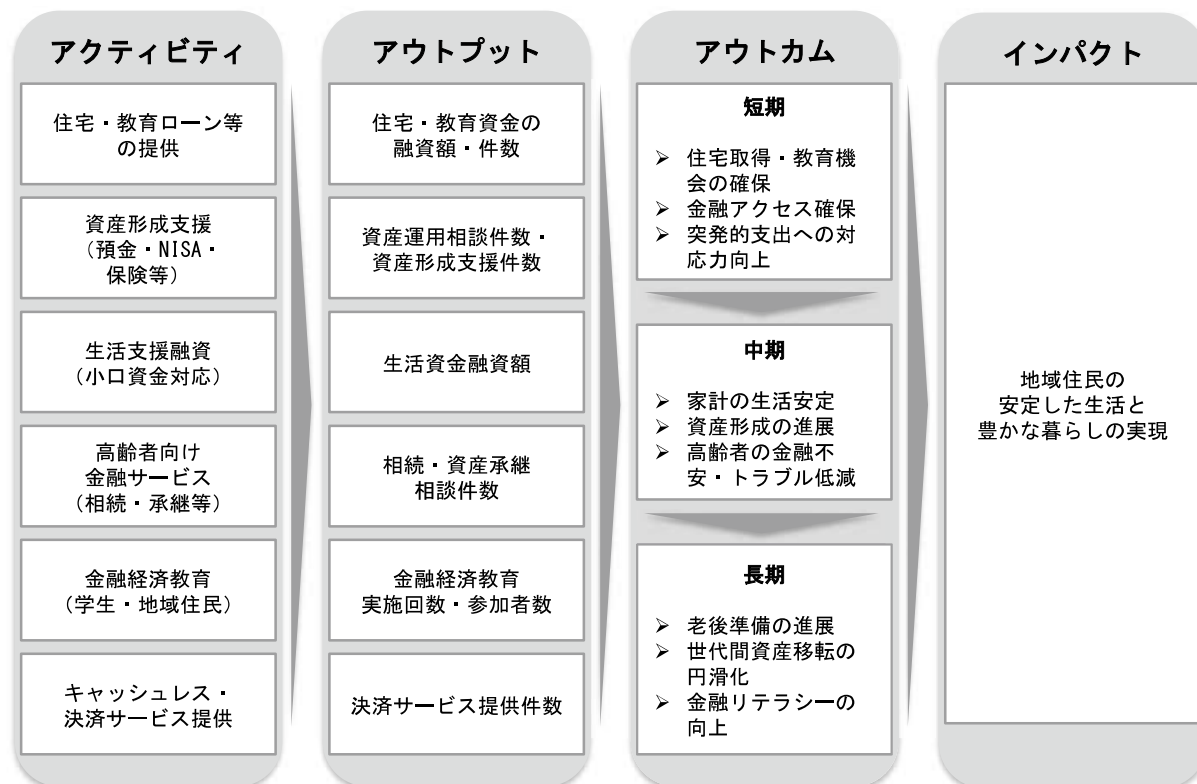 アクティビティ
住宅・教育ローン等
の提供
資産形成支援
(預金・NISA・
保険等)
生活支援融資
(小口資金対応)
高齢者向け
金融サービス
(相続・承継等)
金融経済教育
(学生・地域住民)
キャッシュレス・
決済サービス提供
アウトプット
住宅・教育資金の
融資額・件数
資産運用相談件数・
資産形成支援件数
生活資金融資額
相続・資産承継
相談件数
金融経済教育
実施回数・参加者数
決済サービス提供件数
アウトカム
短期
➢ 住宅取得・教育機
会の確保
➢ 金融アクセス確保
➢ 突発的支出への対
応力向上
中期
➢ 家計の生活安定
➢ 資産形成の進展
➢ 高齢者の金融不
安・トラブル低減
長期
➢ 老後準備の進展
➢ 世代間資産移転の
円滑化
➢ 金融リテラシーの
向上
インパクト
地域住民の
安定した生活と
豊かな暮らしの実現